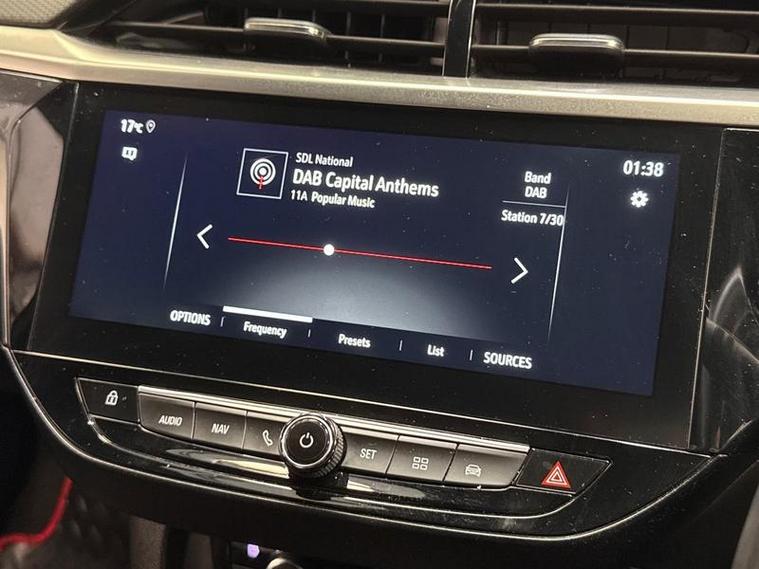 17°C
01:38
SDL National
DAB Capital Anthems
11A Popular Music
Band
DAB
Station 7/30
OPTIONS
Frequency
Presets
List
SOURCES
AUDIO
NAV
SET